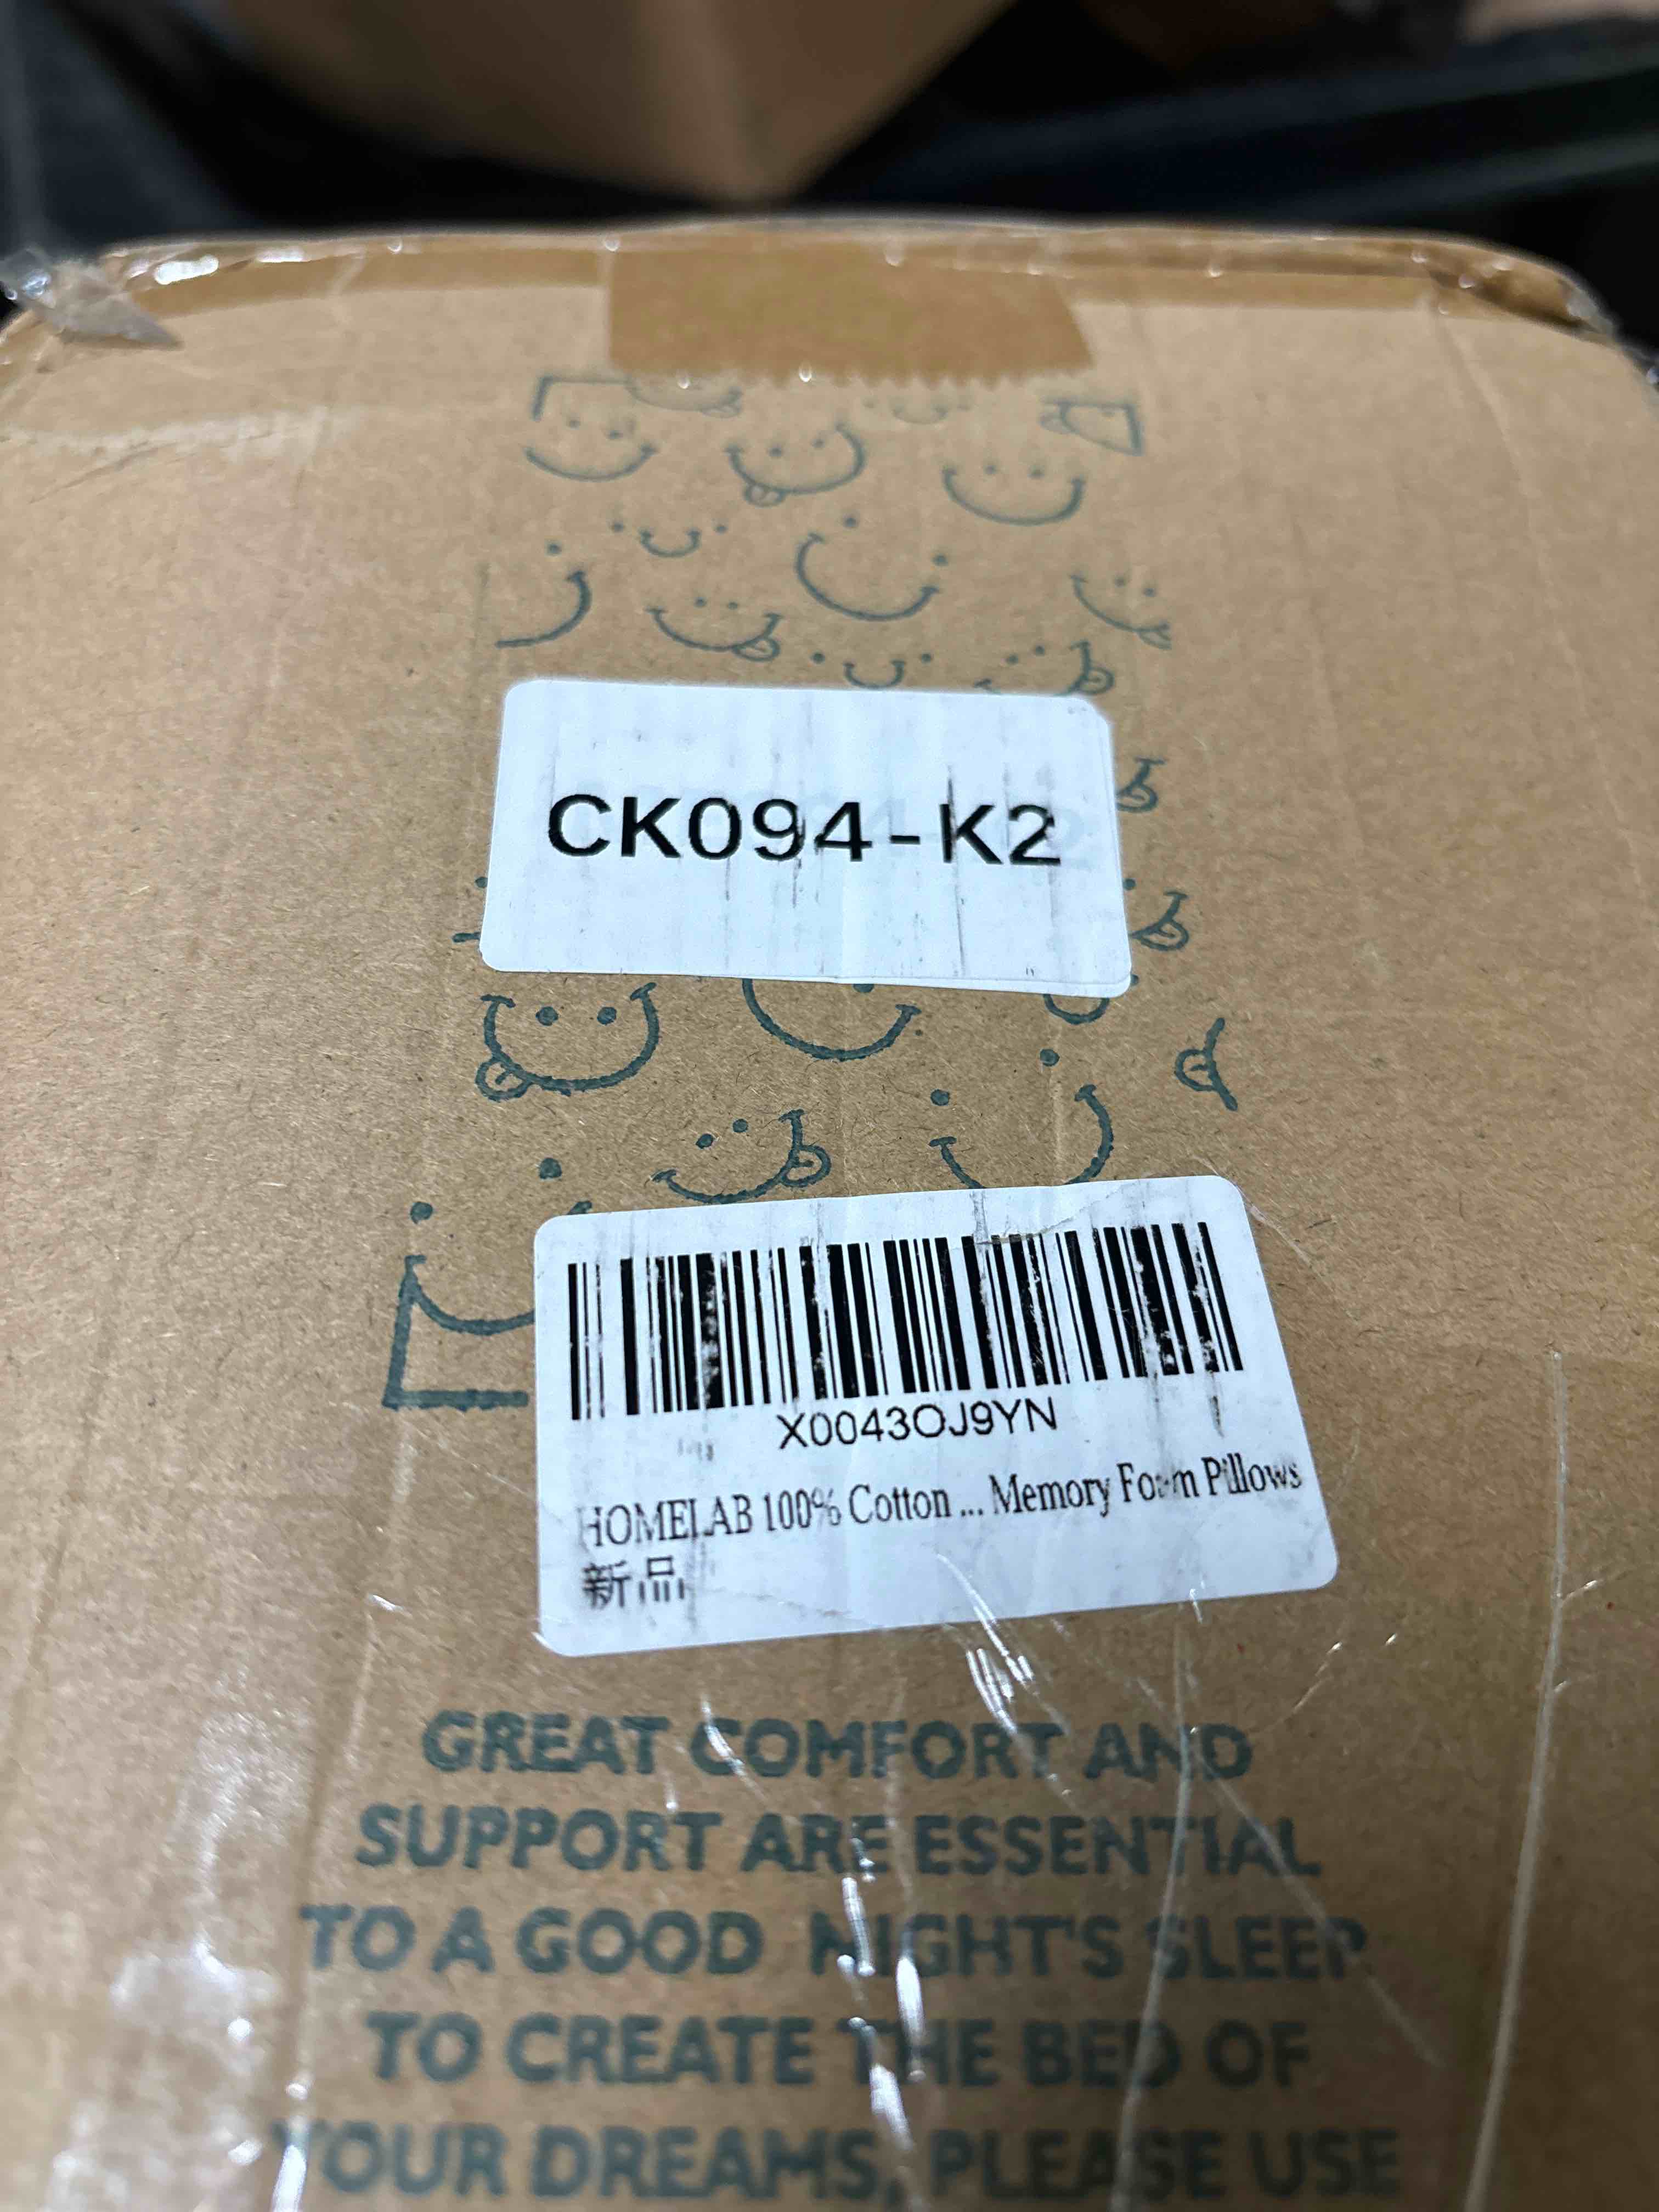 CK094-K2
X0043OJ9YN
HOMELAB 100% Cotton ... Memory Foam Pillows
新品
GREAT COMFORT AND
SUPPORT ARE ESSENTIAL
TO A GOOD NIGHT'S SLEEP
TO CREATE THE BED OF
YOUR DREAMS, PLEASE USE